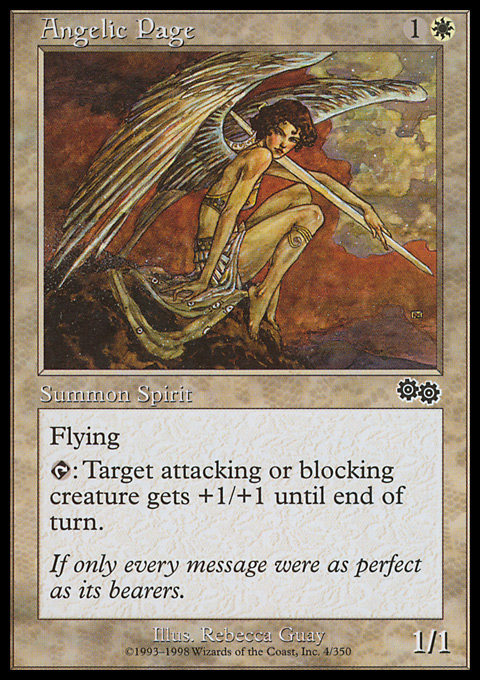 Angelic Page 1
Summon Spirit
Flying
: Target attacking or blocking
creature gets +1/+1 until end of
turn.
If only every message were as perfect
as its bearers.
Illus. Rebecca Guay
1/1
©1993–1998 Wizards of the Coast, Inc. 4/350